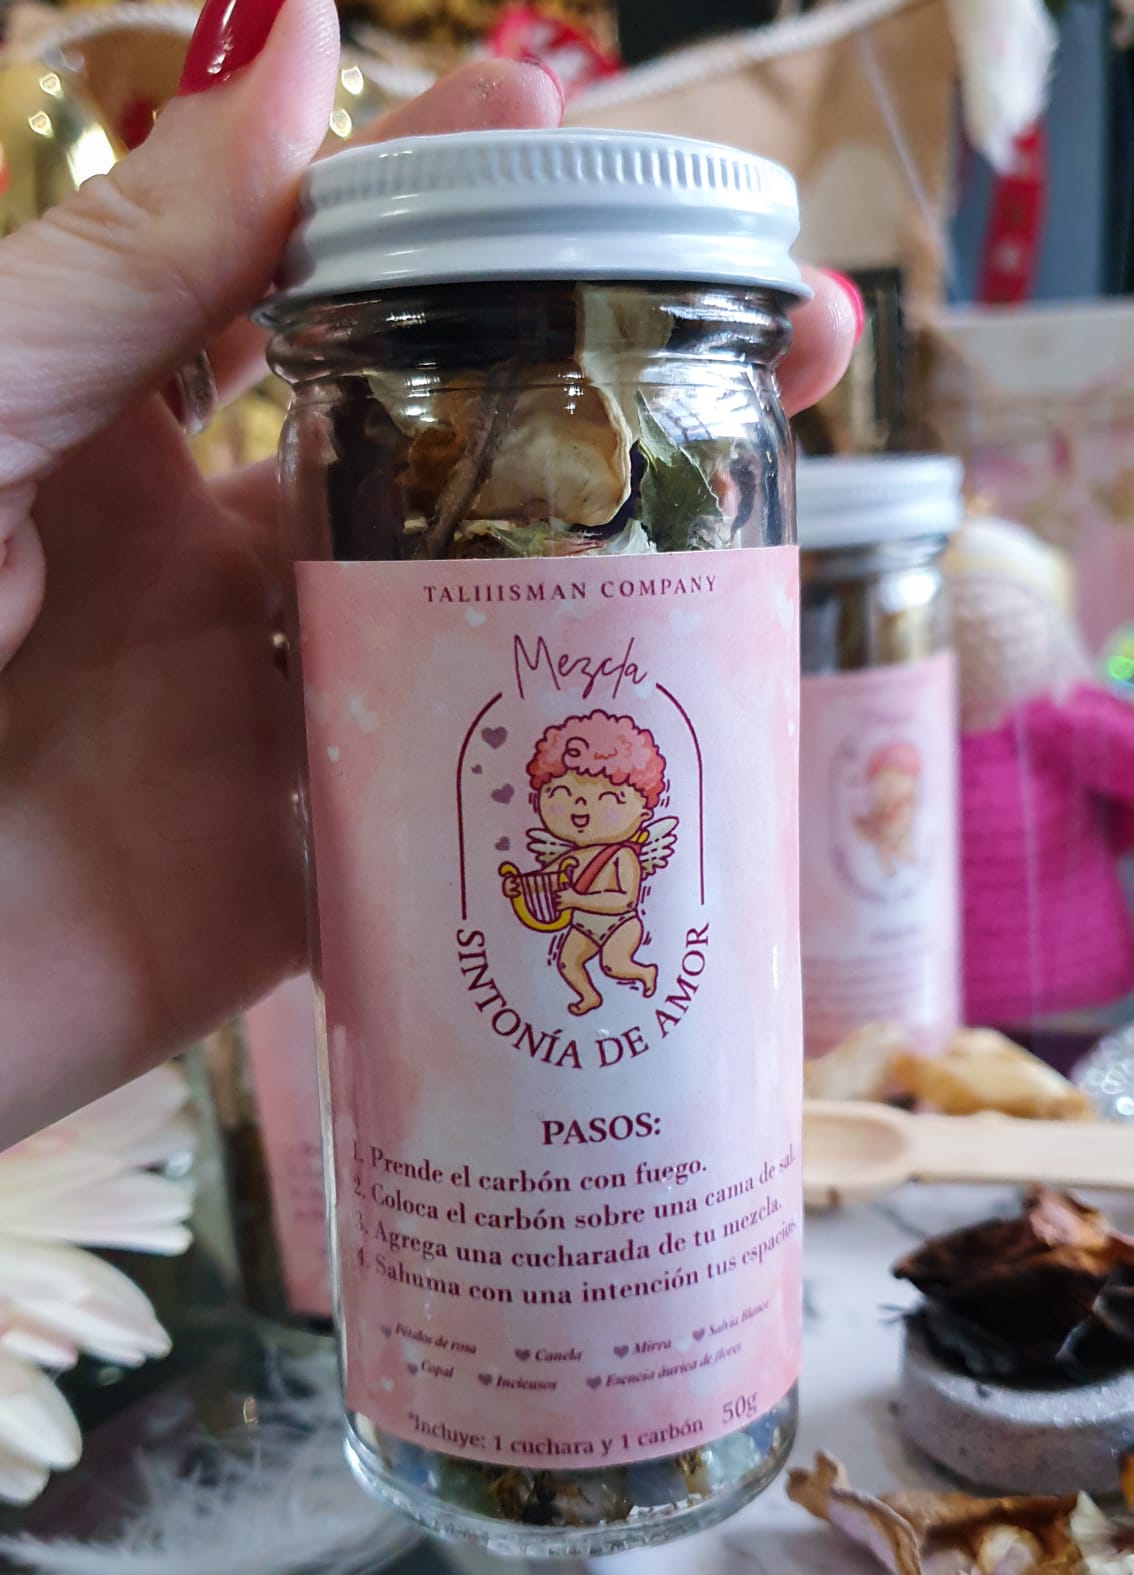 TALIIISMAN COMPANY
Mezcla
SINTONÍA DE AMOR
PASOS:
1. Prende el carbón con fuego.
2. Coloca el carbón sobre una cama de sal.
3. Agrega una cucharada de tu mezcla.
4. Sahuma con una intención tus espacios.
Pétalos de rosa Canela Mirra Salvia Blanca
Copal Inciensos Esencia áurica de flores
*Incluye: 1 cuchara y 1 carbón 50g